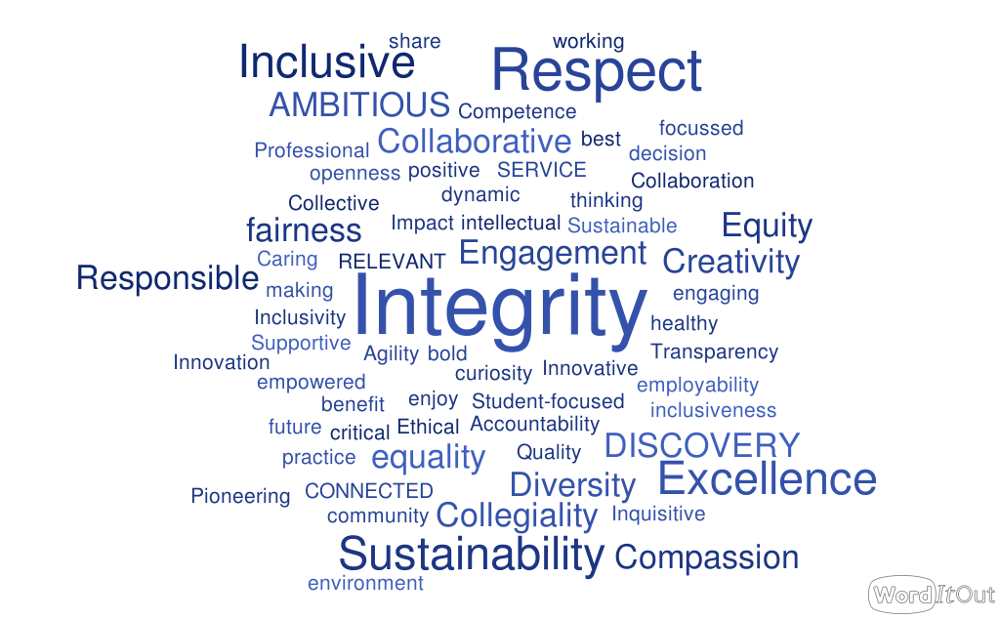 share working
Inclusive Respect
AMBITIOUS Competence
focussed
Professional Collaborative best decision
openness positive SERVICE
Collaboration
Collective dynamic thinking
fairness Impact intellectual Sustainable Equity
Caring RELEVANT Engagement Creativity
Responsible making Integrity engaging
Inclusivity healthy
Supportive Agility bold Transparency
Innovation curiosity Innovative
empowered employability
benefit enjoy Student-focused inclusiveness
future critical Ethical Accountability
practice equality Quality DISCOVERY
Pioneering CONNECTED Diversity Excellence
community Collegiality Inquisitive
Sustainability Compassion
environment
WordItOut